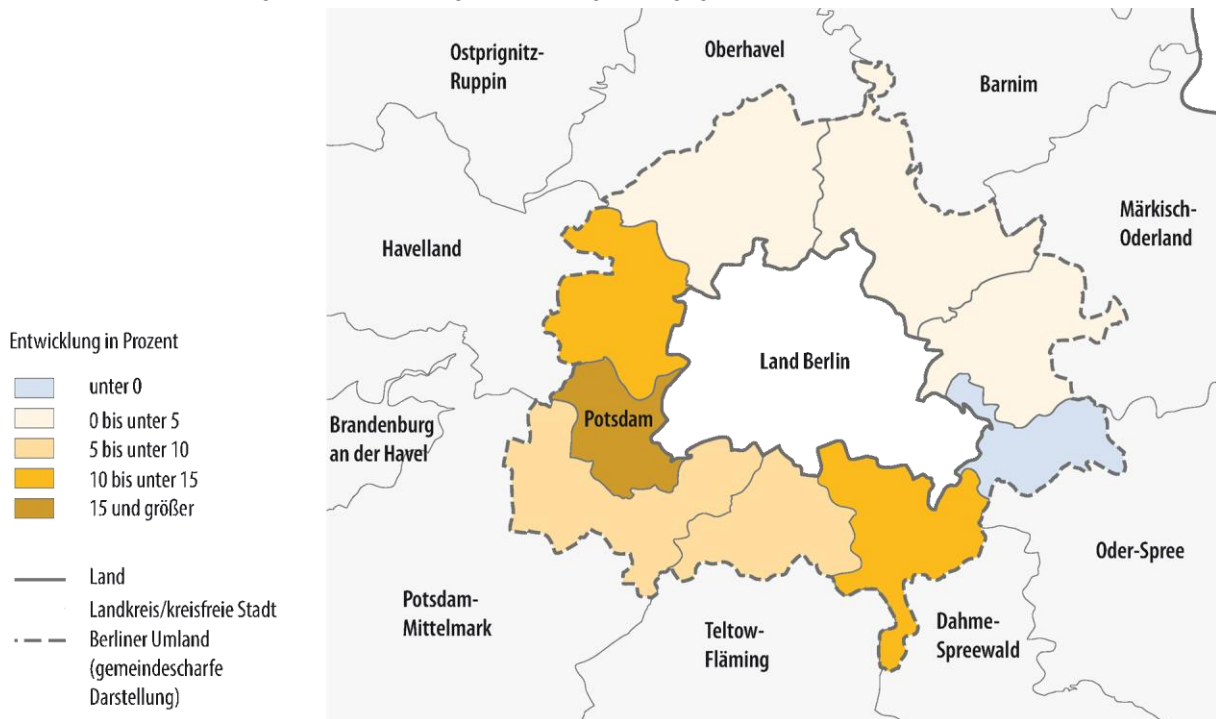 Ostprignitz-
Ruppin
Oberhavel
Barnim
Märkisch-
Oderland
Havelland
Land Berlin
Brandenburg
an der Havel
Potsdam
Oder-Spree
Potsdam-
Mittelmark
Teltow-
Fläming
Dahme-
Spreewald
Entwicklung in Prozent
unter 0
0 bis unter 5
5 bis unter 10
10 bis unter 15
15 und größer
Land
Landkreis/kreisfreie Stadt
Berliner Umland
(gemeindescharfe
Darstellung)